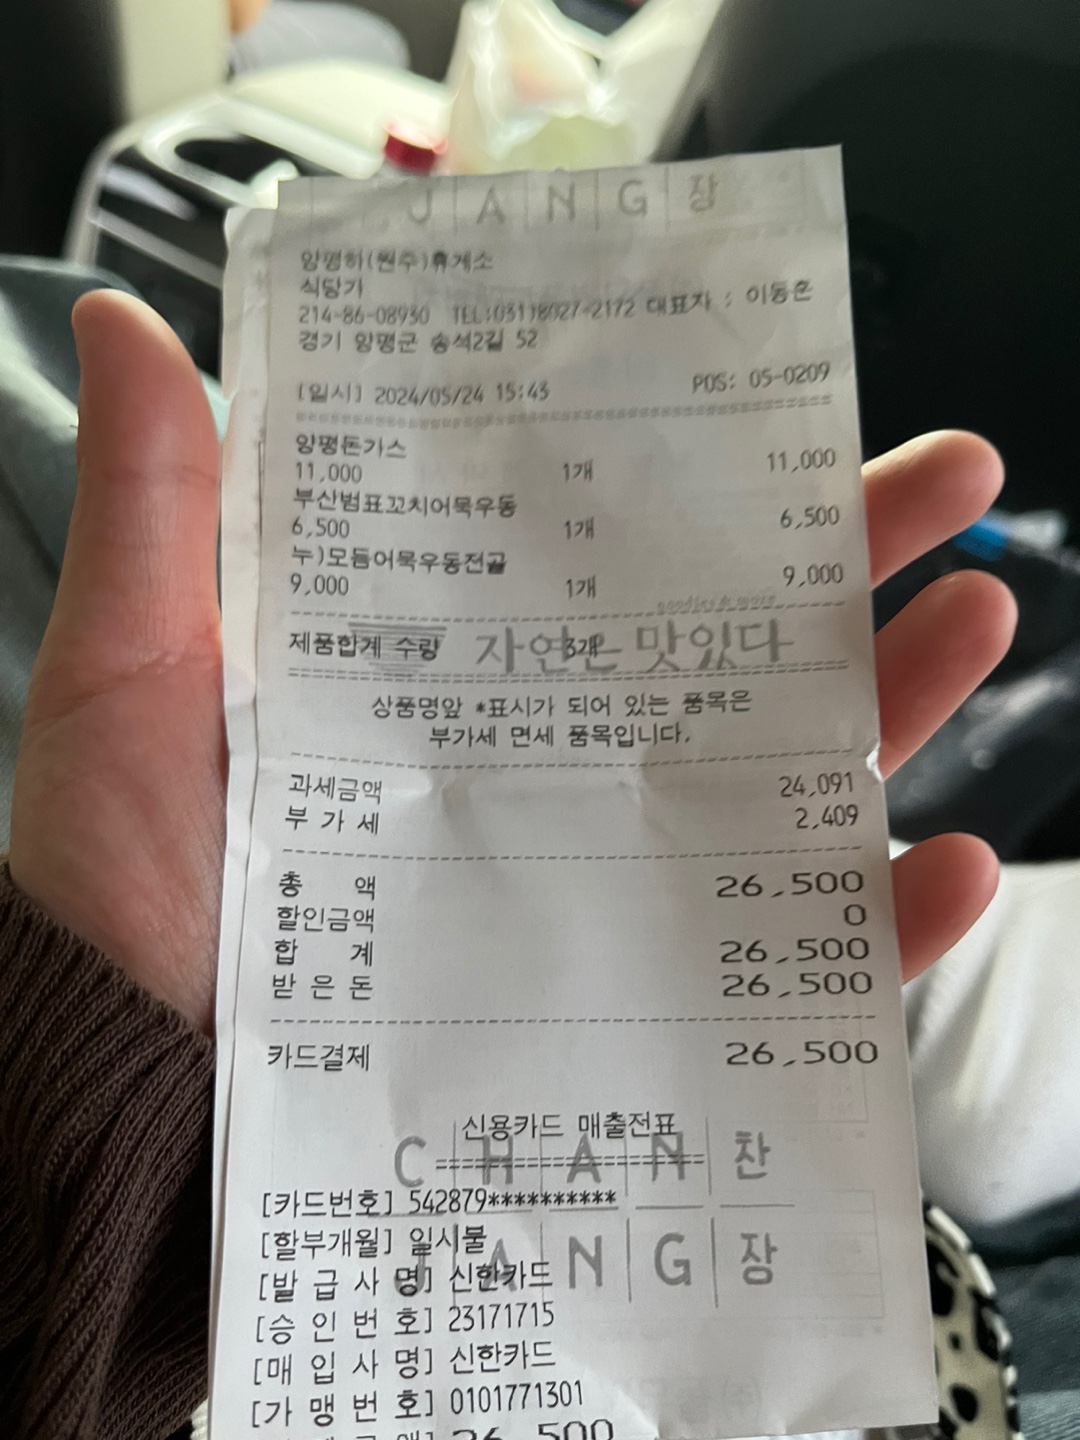 JANG 장
양평하(원주)휴게소
식당가
214-86-08930 TEL:031)8027-2172 대표자 : 이동훈
경기 양평군 송석2길 52
[일시] 2024/05/24 15:43 POS: 05-0209
양평돈가스
11,000 1개 11,000
부산범표꼬치어묵우동
6,500 1개 6,500
누)모듬어묵우동전골
9,000 1개 9,000
제품합계 수량 3개
자연은 맛있다
상품명앞 *표시가 되어 있는 품목은
부가세 면세 품목입니다.
과세금액 24,091
부 가 세 2,409
총 액 26,500
할인금액 0
합 계 26,500
받 은 돈 26,500
카드결제 26,500
신용카드 매출전표
CHAN 찬
[카드번호] 542879**********
[할부개월] 일시불
JANG 장
[발 급 사 명] 신한카드
[승 인 번 호] 23171715
[매 입 사 명] 신한카드
[가 맹 번 호] 0101771301
26,500